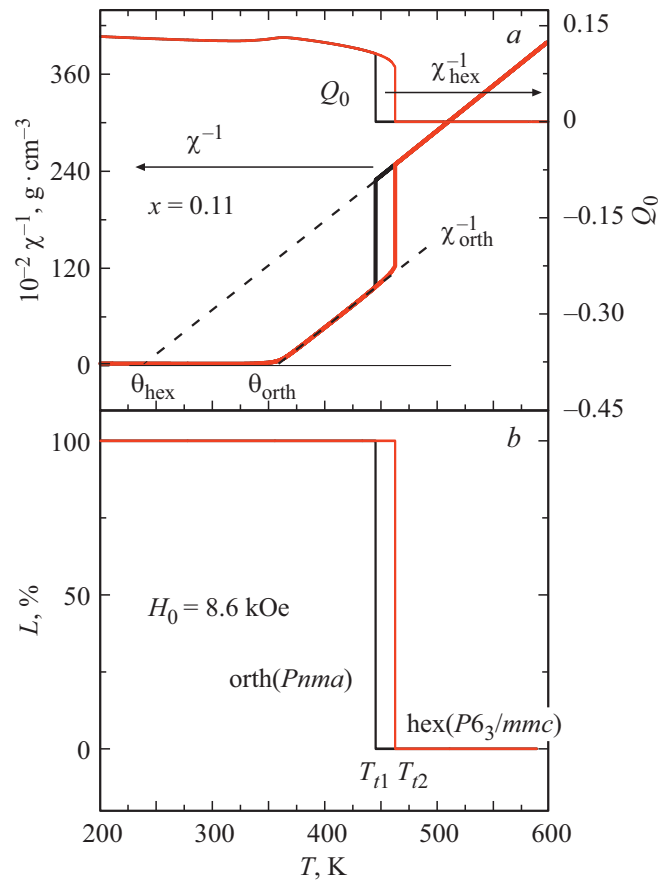 a
0.15
0
−0.15
−0.30
−0.45
Q₀
360
240
120
0
10⁻² χ⁻¹, g · cm⁻³
Q₀
χ⁻¹hex
χ⁻¹
x = 0.11
χ⁻¹orth
θhex
θorth
b
100
50
0
L, %
H₀ = 8.6 kOe
orth(Pnma)
hex(P6₃/mmc)
Tt1 Tt2
200
300
400
500
600
T, K